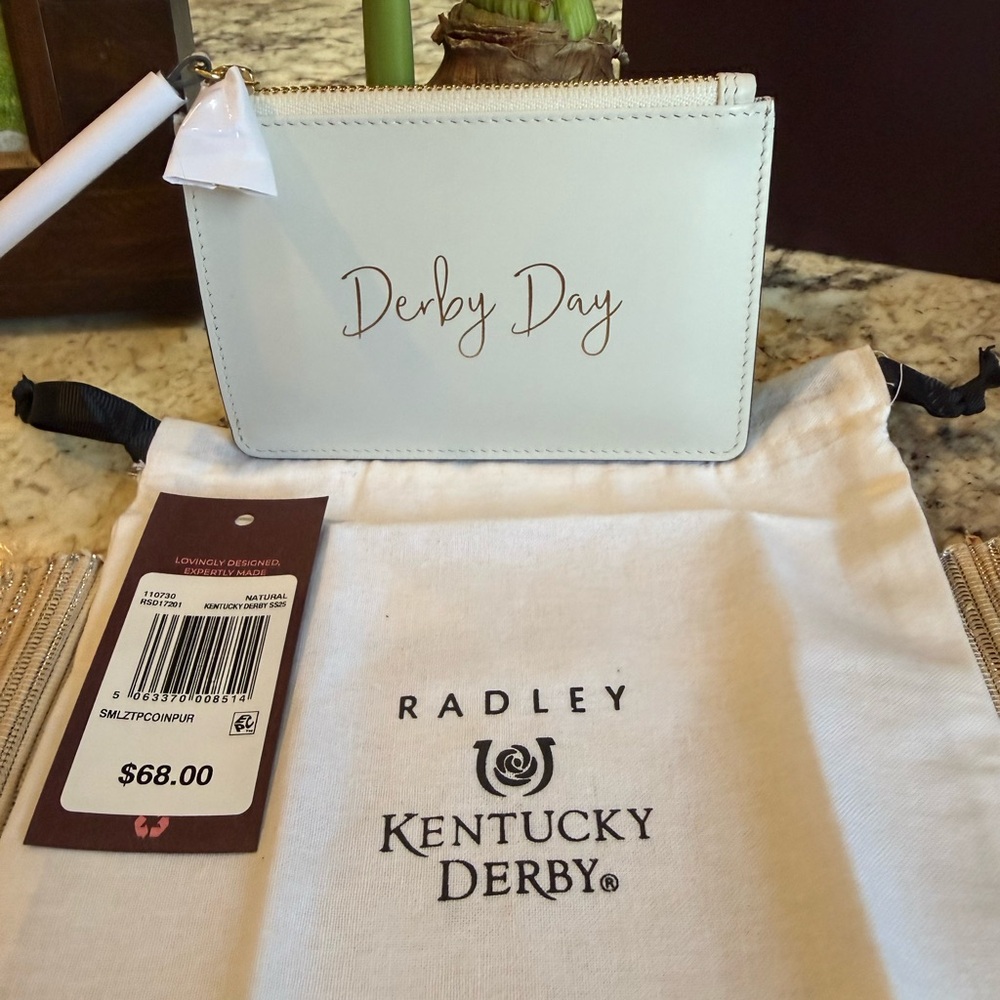 Derby Day
LOVINGLY DESIGNED,
EXPERTLY MADE
110730 NATURAL
RSD17201 KENTUCKY DERBY SS25
5 063370 008514
SMLZTPCOINPUR
$68.00
RADLEY
KENTUCKY
DERBY®